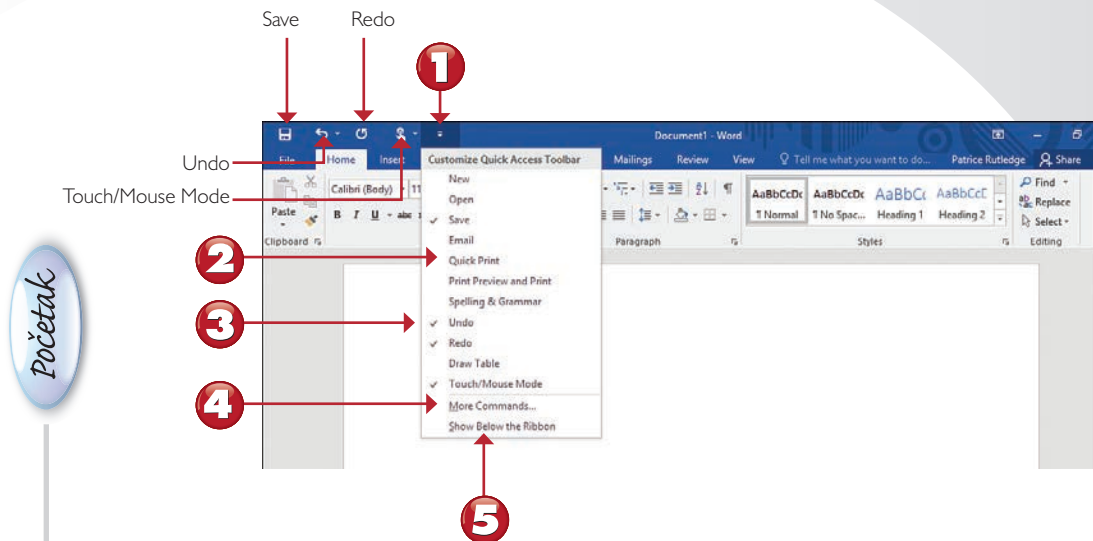 Save Redo
1
Document1 - Word
Undo
File Home Insert Mailings Review View Tell me what you want to do... Patrice Rutledge Share
Touch/Mouse Mode
Customize Quick Access Toolbar
New
Open
Save
Email
Quick Print
Print Preview and Print
Spelling & Grammar
Undo
Redo
Draw Table
Touch/Mouse Mode
More Commands...
Show Below the Ribbon
Calibri (Body) 11
Paste
B I U abc
Clipboard
Paragraph
AaBbCcDc AaBbCcDc AaBbC AaBbCcE
¶ Normal ¶ No Spac... Heading 1 Heading 2
Styles
Find
Replace
Select
Editing
2
3
4
5
Početak